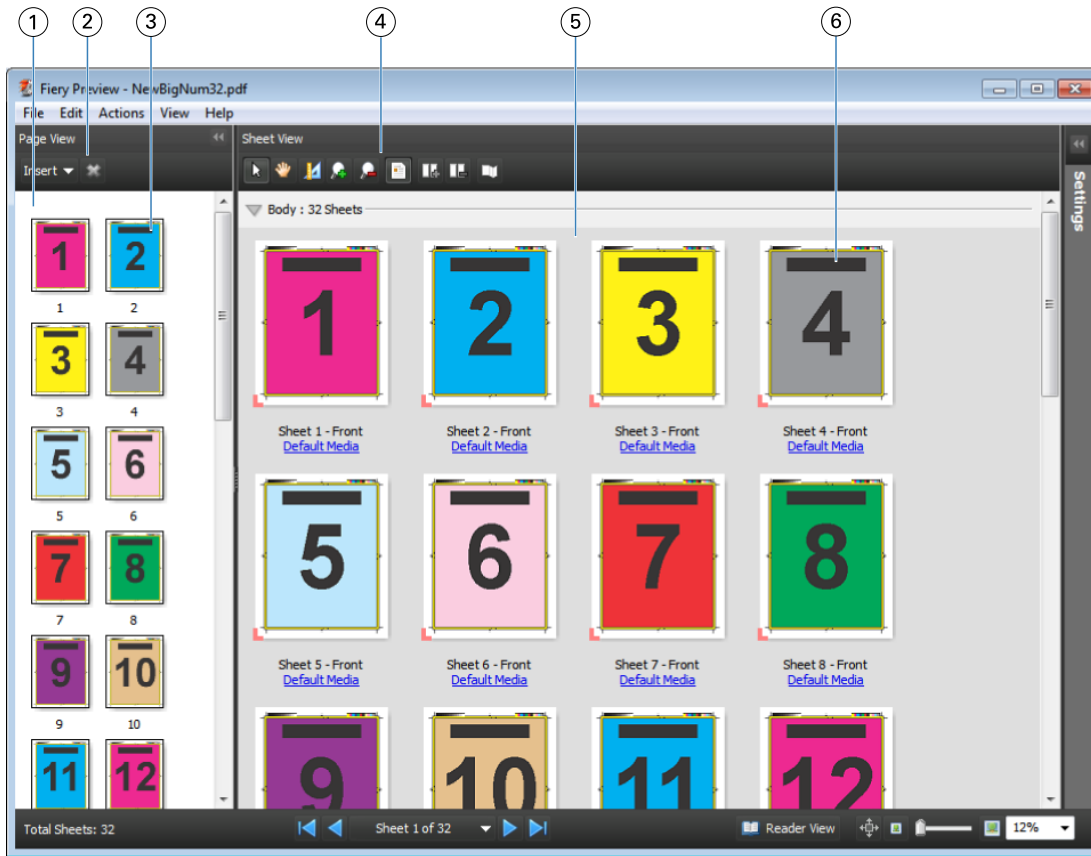 1 2 3 4 5 6
Fiery Preview - NewBigNum32.pdf
File Edit Actions View Help
Page View
Insert
Sheet View
Settings
Body : 32 Sheets
1 2
1 2
3 4
3 4
5 6
5 6
7 8
7 8
9 10
9 10
11 12
1 2 3 4
Sheet 1 - Front Sheet 2 - Front Sheet 3 - Front Sheet 4 - Front
Default Media Default Media Default Media Default Media
5 6 7 8
Sheet 5 - Front Sheet 6 - Front Sheet 7 - Front Sheet 8 - Front
Default Media Default Media Default Media Default Media
9 10 11 12
Total Sheets: 32
Sheet 1 of 32
Reader View
12%